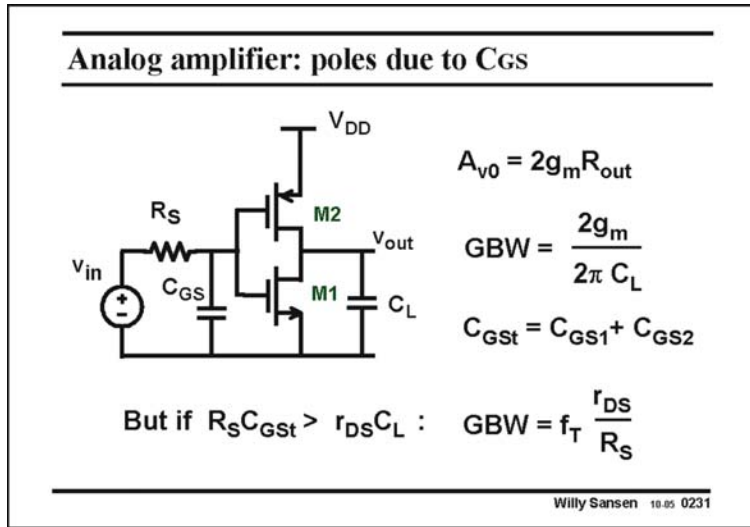 Analog amplifier: poles due to CGS
VDD
RS
M2
vout
vin
CGS
M1
CL
+
−
Av0 = 2gmRout
GBW = 2gm / 2π CL
CGSt = CGS1 + CGS2
But if RSCGSt > rDSCL : GBW = fT rDS / RS
Willy Sansen 10-05 0231